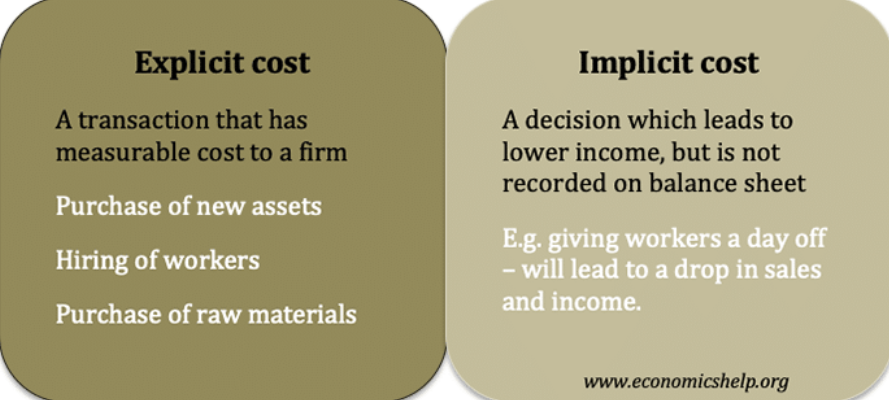 Explicit cost
A transaction that has
measurable cost to a firm
Purchase of new assets
Hiring of workers
Purchase of raw materials
Implicit cost
A decision which leads to
lower income, but is not
recorded on balance sheet
E.g. giving workers a day off
– will lead to a drop in sales
and income.
www.economicshelp.org